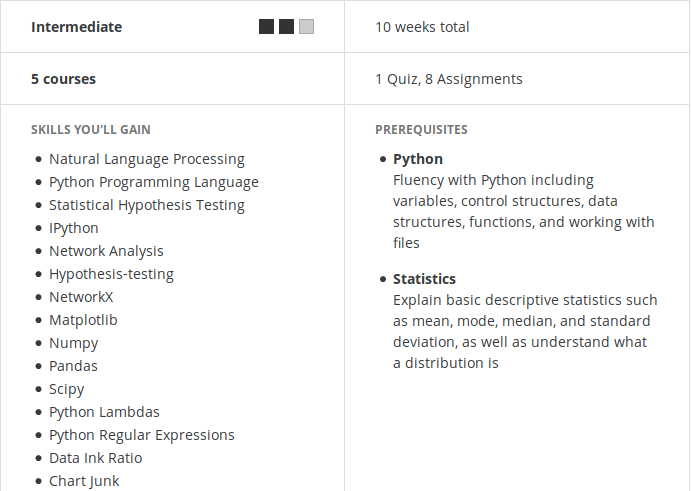 Intermediate
10 weeks total
5 courses
1 Quiz, 8 Assignments
SKILLS YOU'LL GAIN
Natural Language Processing
Python Programming Language
Statistical Hypothesis Testing
IPython
Network Analysis
Hypothesis-testing
NetworkX
Matplotlib
Numpy
Pandas
Scipy
Python Lambdas
Python Regular Expressions
Data Ink Ratio
Chart Junk
PREREQUISITES
Python
Fluency with Python including
variables, control structures, data
structures, functions, and working with
files
Statistics
Explain basic descriptive statistics such
as mean, mode, median, and standard
deviation, as well as understand what
a distribution is